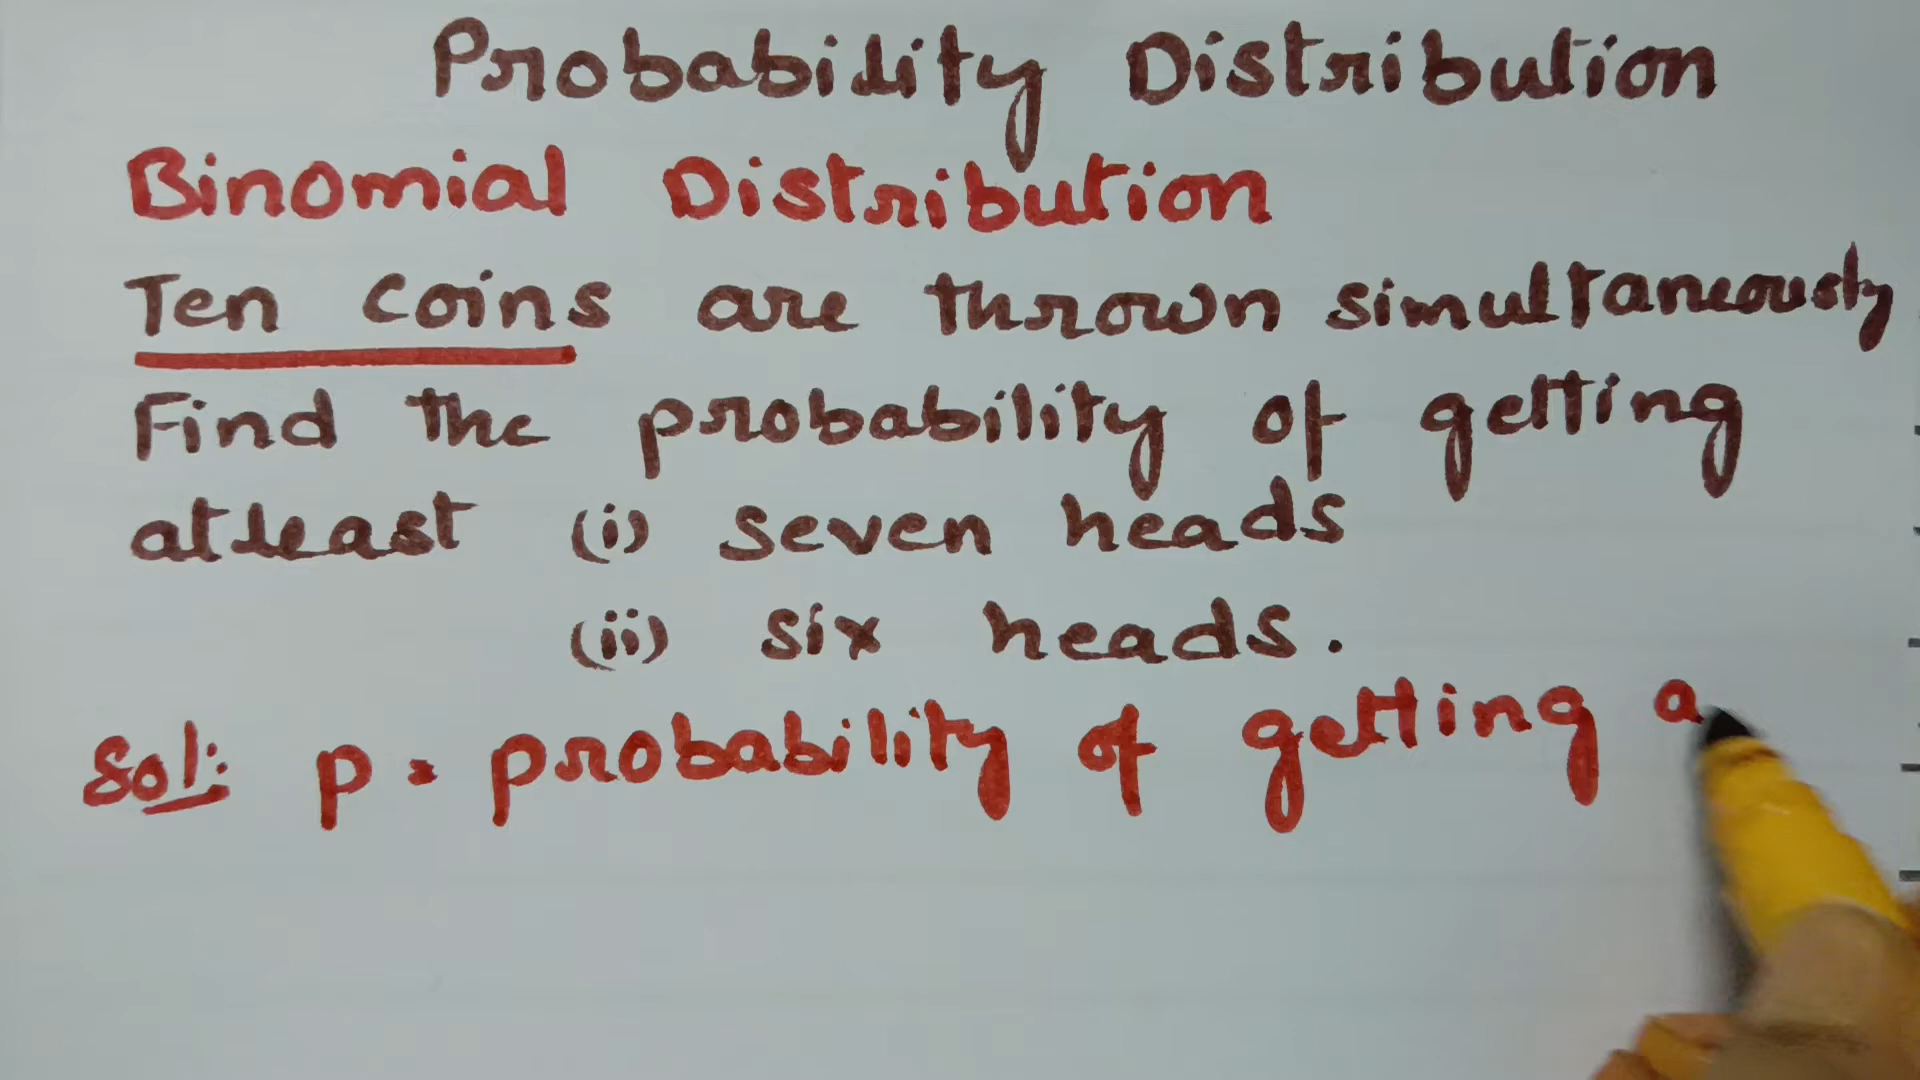 Probability Distribution
Binomial Distribution
Ten coins are thrown simultaneously
Find the probability of getting
atleast (i) seven heads
(ii) six heads.
Sol: p = probability of getting a